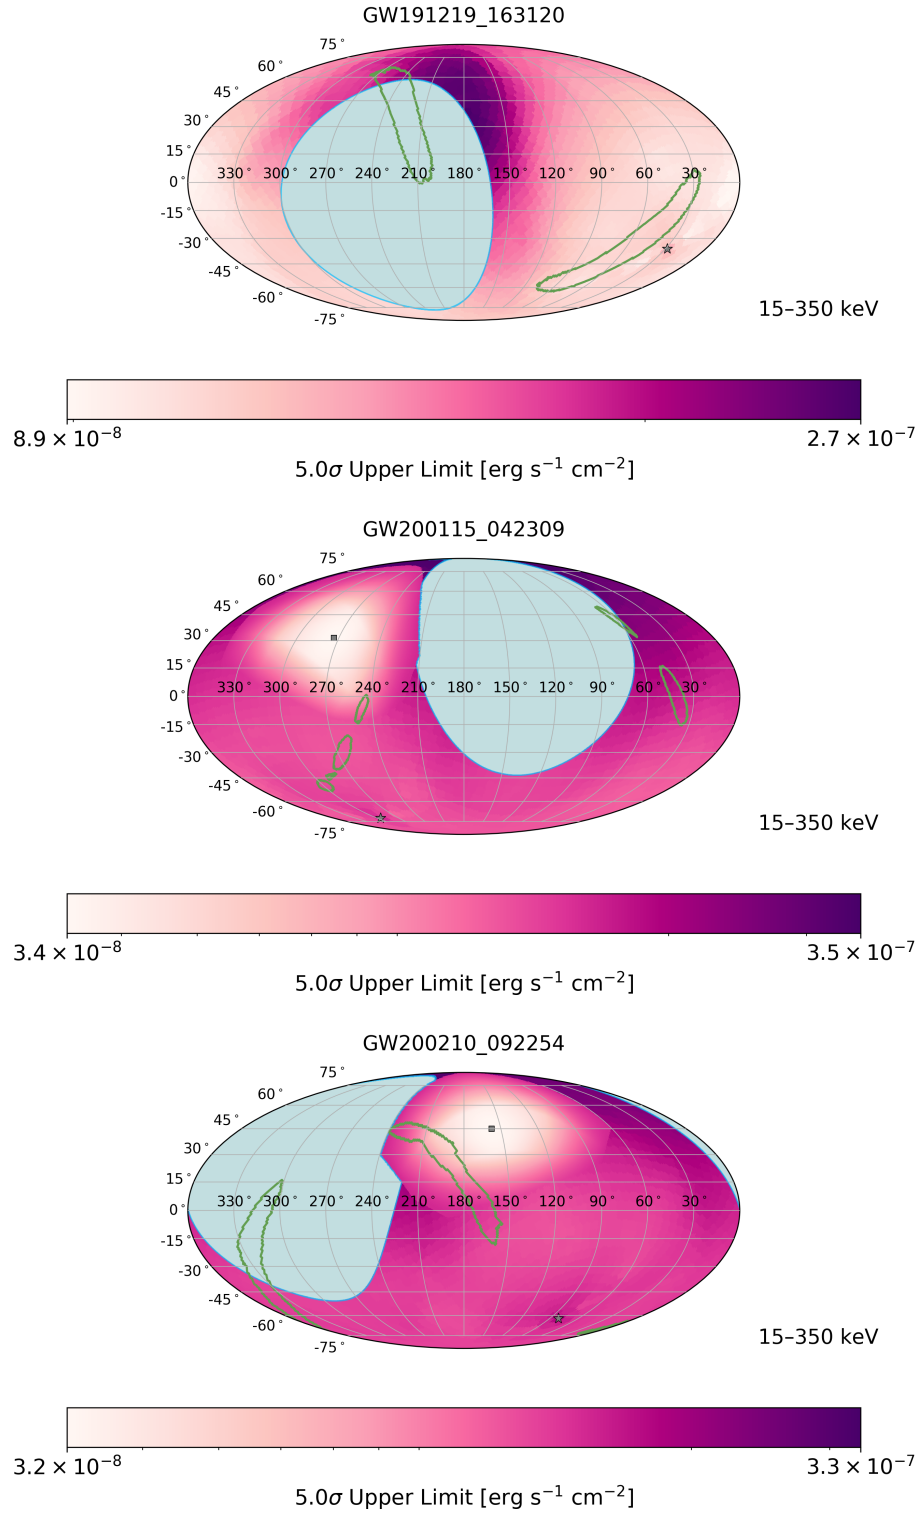 GW191219_163120
75°
60°
45°
30°
15°
330° 300° 270° 240° 210° 180° 150° 120° 90° 60° 30°
0°
-15°
-30°
-45°
-60°
-75°
15–350 keV
8.9 × 10⁻⁸ 2.7 × 10⁻⁷
5.0σ Upper Limit [erg s⁻¹ cm⁻²]
GW200115_042309
75°
60°
45°
30°
15°
330° 300° 270° 240° 210° 180° 150° 120° 90° 60° 30°
0°
-15°
-30°
-45°
-60°
-75°
15–350 keV
3.4 × 10⁻⁸ 3.5 × 10⁻⁷
5.0σ Upper Limit [erg s⁻¹ cm⁻²]
GW200210_092254
75°
60°
45°
30°
15°
330° 300° 270° 240° 210° 180° 150° 120° 90° 60° 30°
0°
-15°
-30°
-45°
-60°
-75°
15–350 keV
3.2 × 10⁻⁸ 3.3 × 10⁻⁷
5.0σ Upper Limit [erg s⁻¹ cm⁻²]